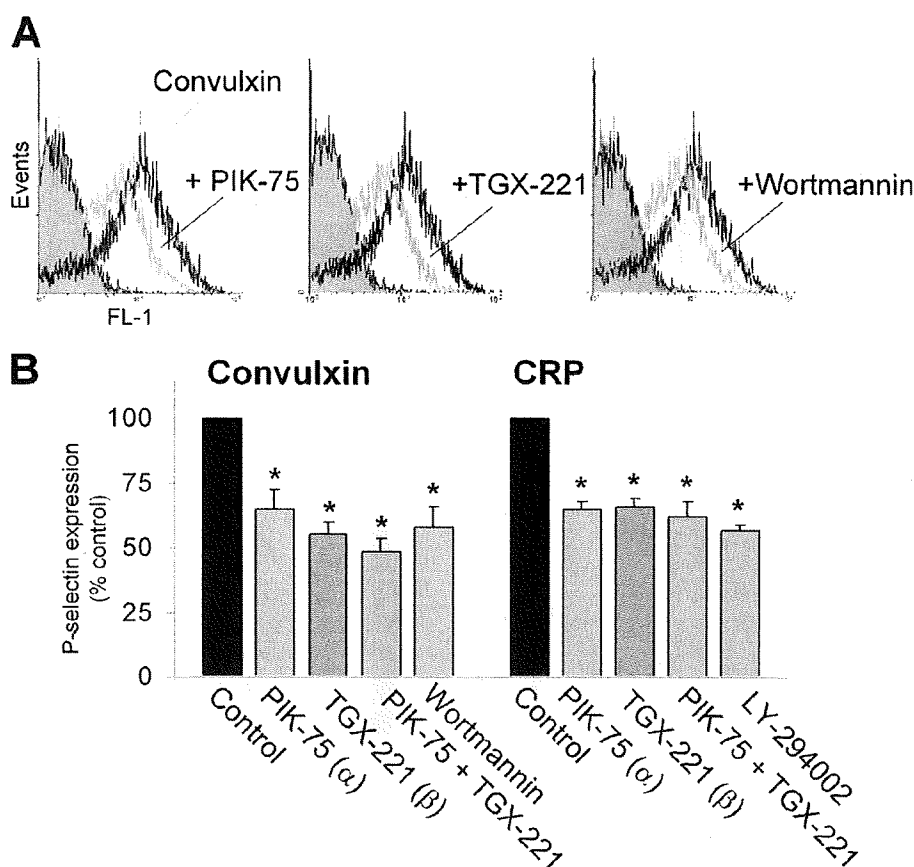 A
Convulxin
+ PIK-75
+TGX-221
+Wortmannin
Events
FL-1
B
Convulxin
CRP
P-selectin expression
(% control)
100
75
50
25
0
*
*
*
*
*
*
*
*
Control
PIK-75 (α)
TGX-221 (β)
PIK-75 + TGX-221
Wortmannin
Control
PIK-75 (α)
TGX-221 (β)
PIK-75 + TGX-221
LY-294002